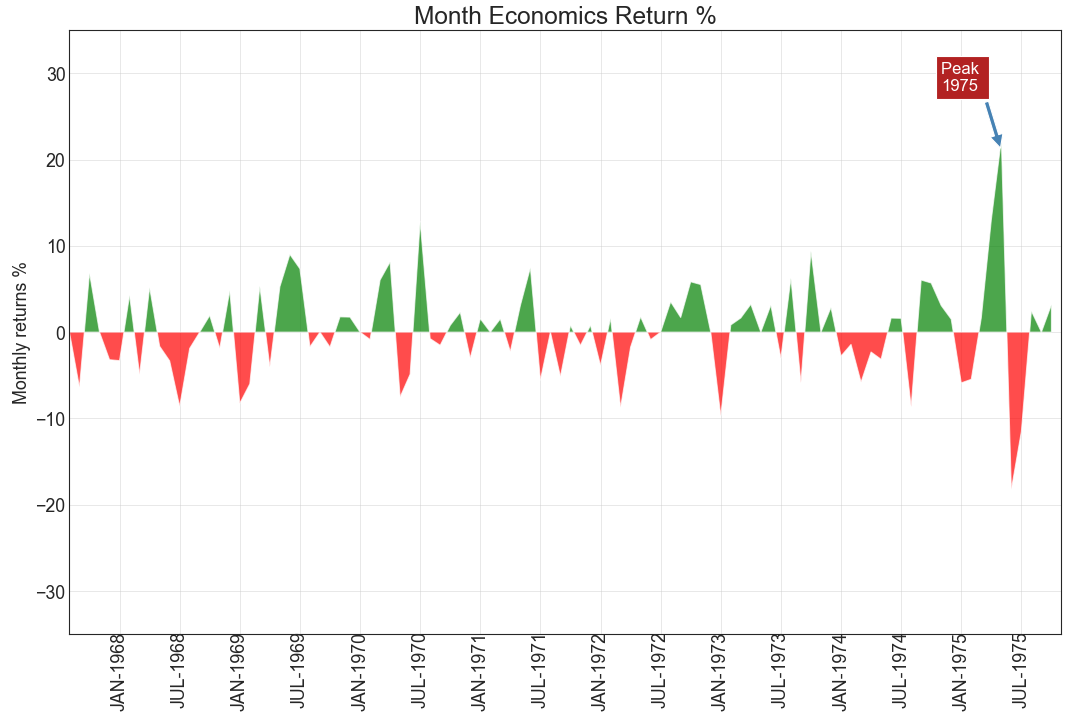 Month Economics Return %
Peak
1975
Monthly returns %
30
20
10
0
−10
−20
−30
JAN-1968
JUL-1968
JAN-1969
JUL-1969
JAN-1970
JUL-1970
JAN-1971
JUL-1971
JAN-1972
JUL-1972
JAN-1973
JUL-1973
JAN-1974
JUL-1974
JAN-1975
JUL-1975